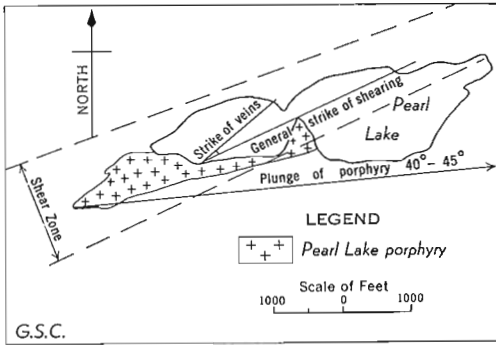 NORTH
Strike of veins
General strike of shearing
Pearl
Lake
Shear Zone
Plunge of porphyry 40°-45°
LEGEND
Pearl Lake porphyry
Scale of Feet
1000 0 1000
G.S.C.